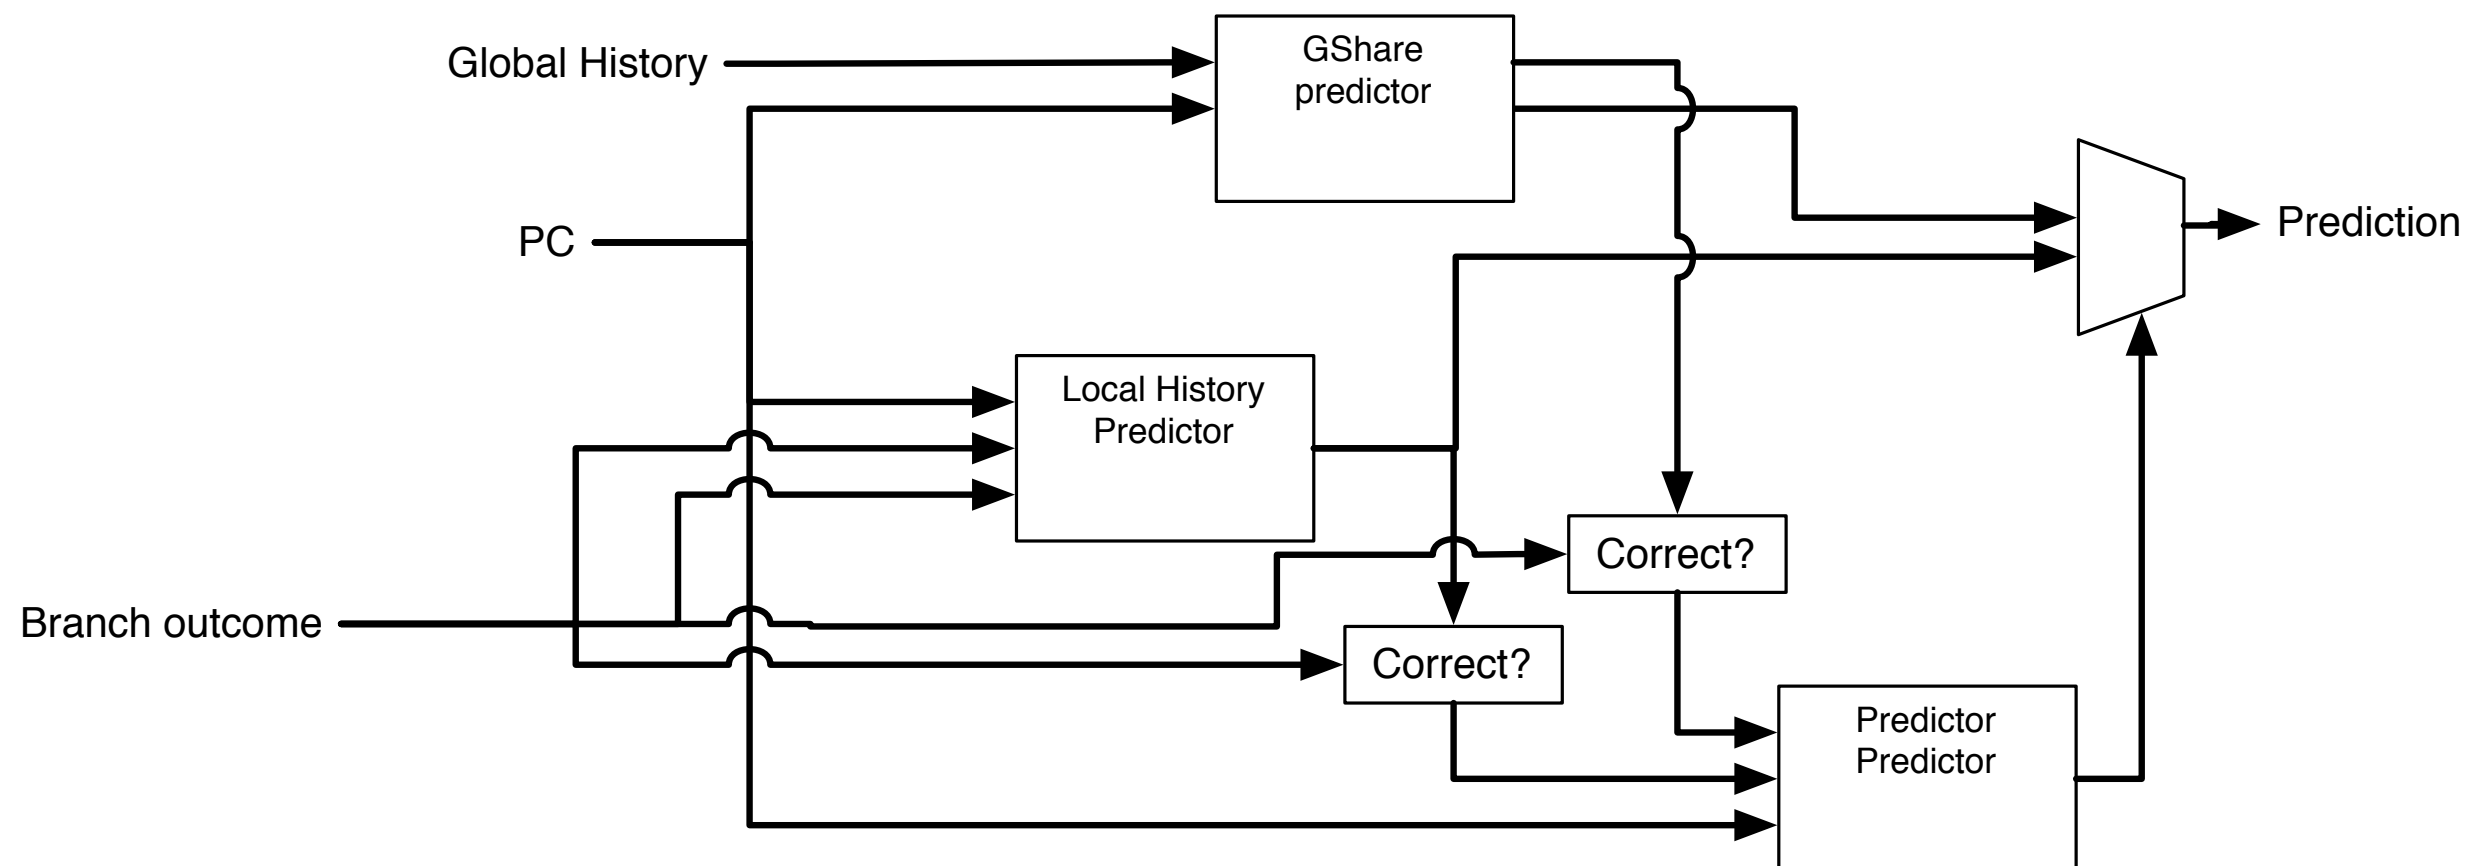 GShare
predictor
Global History
PC
Prediction
Local History
Predictor
Correct?
Branch outcome
Correct?
Predictor
Predictor